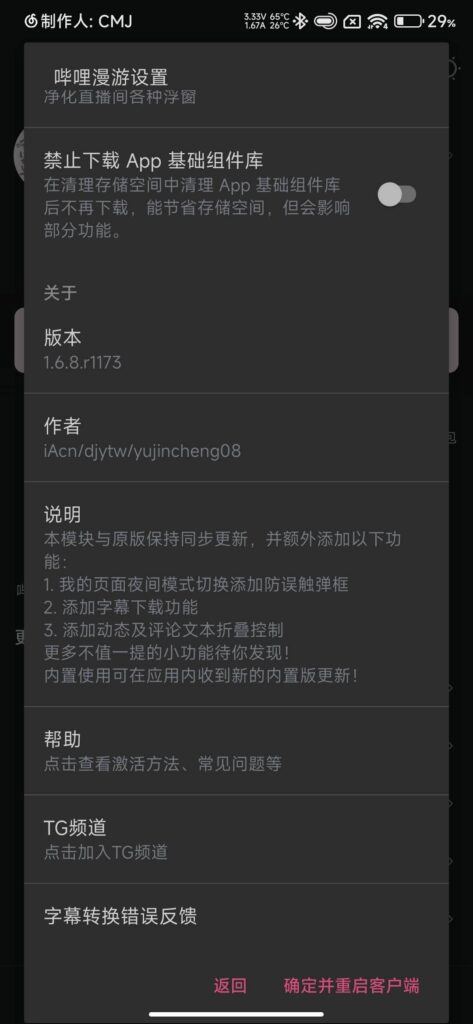 制作人: CMJ
3.33V 65℃
1.67A 26℃
29%
哔哩漫游设置
净化直播间各种浮窗
禁止下载 App 基础组件库
在清理存储空间中清理 App 基础组件库
后不再下载，能节省存储空间，但会影响
部分功能。
关于
版本
1.6.8.r1173
作者
iAcn/djytw/yujincheng08
说明
本模块与原版保持同步更新，并额外添加以下功
能：
1. 我的页面夜间模式切换添加防误触弹框
2. 添加字幕下载功能
3. 添加动态及评论文本折叠控制
更多不值一提的小功能待你发现！
内置使用可在应用内收到新的内置版更新！
帮助
点击查看激活方法、常见问题等
TG频道
点击加入TG频道
字幕转换错误反馈
返回
确定并重启客户端